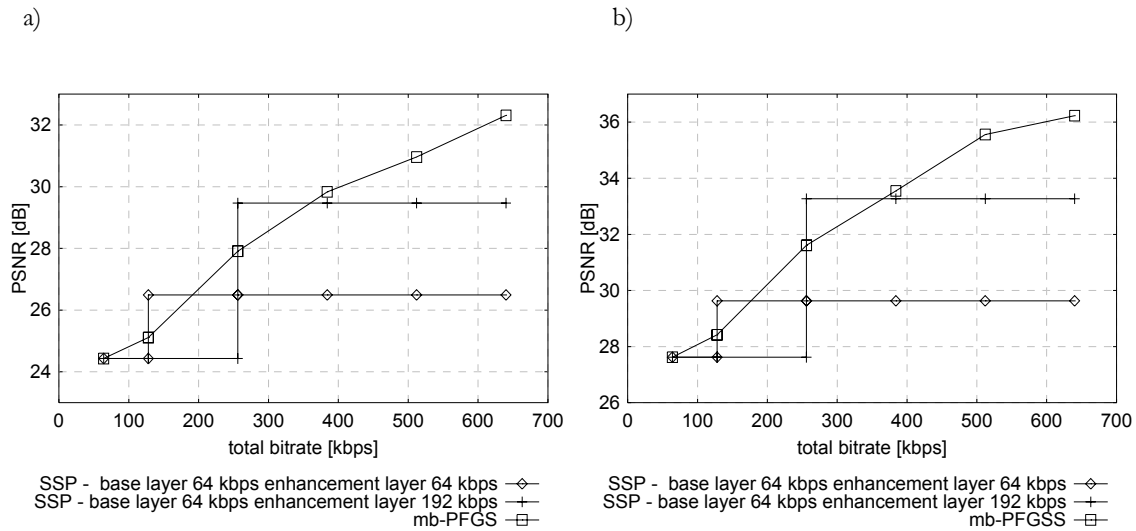 a)
b)
32
30
28
26
24
PSNR [dB]
0 100 200 300 400 500 600 700
total bitrate [kbps]
SSP - base layer 64 kbps enhancement layer 64 kbps
SSP - base layer 64 kbps enhancement layer 192 kbps
mb-PFGS
36
34
32
30
28
26
PSNR [dB]
0 100 200 300 400 500 600 700
total bitrate [kbps]
SSP - base layer 64 kbps enhancement layer 64 kbps
SSP - base layer 64 kbps enhancement layer 192 kbps
mb-PFGSS